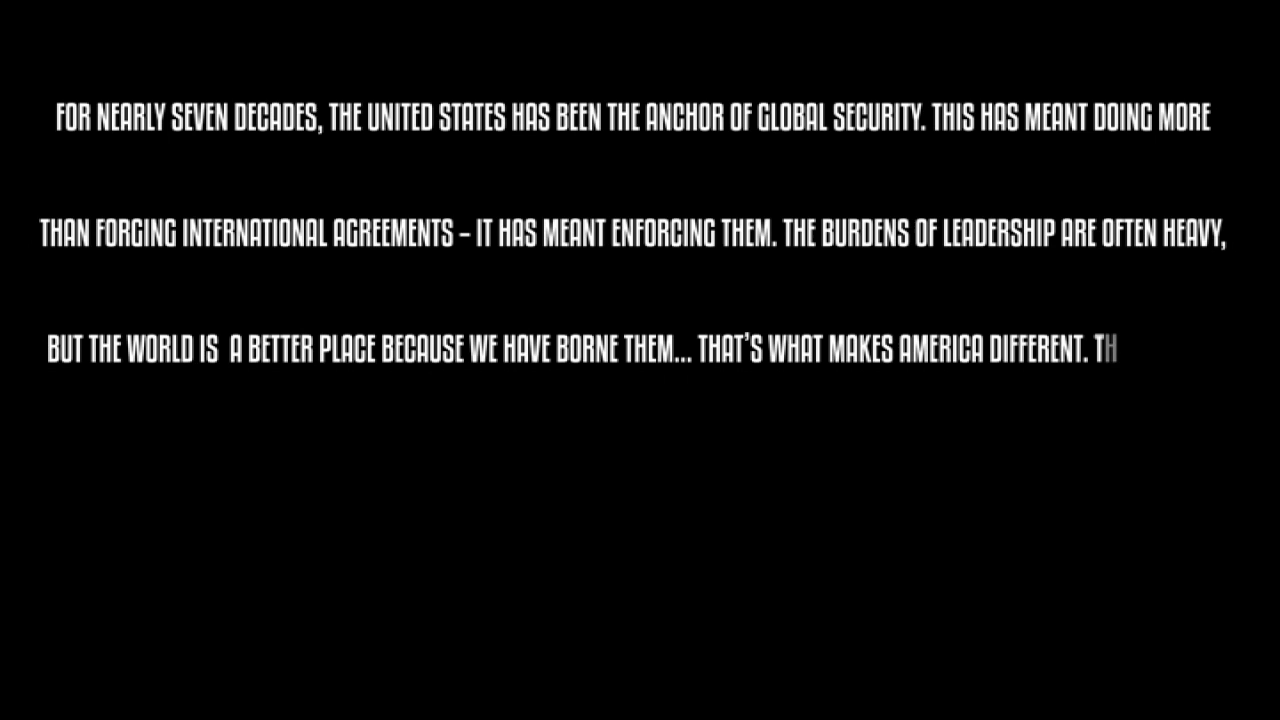 FOR NEARLY SEVEN DECADES, THE UNITED STATES HAS BEEN THE ANCHOR OF GLOBAL SECURITY. THIS HAS MEANT DOING MORE
THAN FORGING INTERNATIONAL AGREEMENTS – IT HAS MEANT ENFORCING THEM. THE BURDENS OF LEADERSHIP ARE OFTEN HEAVY,
BUT THE WORLD IS  A BETTER PLACE BECAUSE WE HAVE BORNE THEM... THAT’S WHAT MAKES AMERICA DIFFERENT. TH